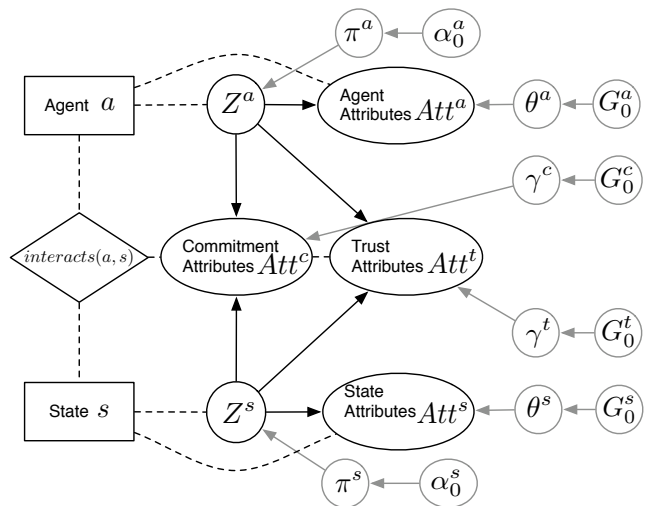 π^a α_0^a
Agent a
Z^a
Agent
Attributes Att^a
θ^a G_0^a
γ^c G_0^c
interacts(a, s)
Commitment
Attributes Att^c
Trust
Attributes Att^t
γ^t G_0^t
State s
Z^s
State
Attributes Att^s
θ^s G_0^s
π^s α_0^s